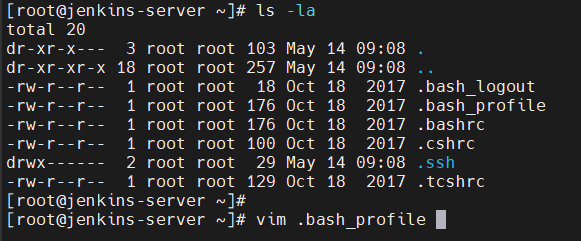 [root@jenkins-server ~]# ls -la
total 20
dr-xr-x---  3 root root 103 May 14 09:08 .
dr-xr-xr-x 18 root root 257 May 14 09:08 ..
-rw-r--r--  1 root root  18 Oct 18  2017 .bash_logout
-rw-r--r--  1 root root 176 Oct 18  2017 .bash_profile
-rw-r--r--  1 root root 176 Oct 18  2017 .bashrc
-rw-r--r--  1 root root 100 Oct 18  2017 .cshrc
drwx------  2 root root  29 May 14 09:08 .ssh
-rw-r--r--  1 root root 129 Oct 18  2017 .tcshrc
[root@jenkins-server ~]#
[root@jenkins-server ~]# vim .bash_profile